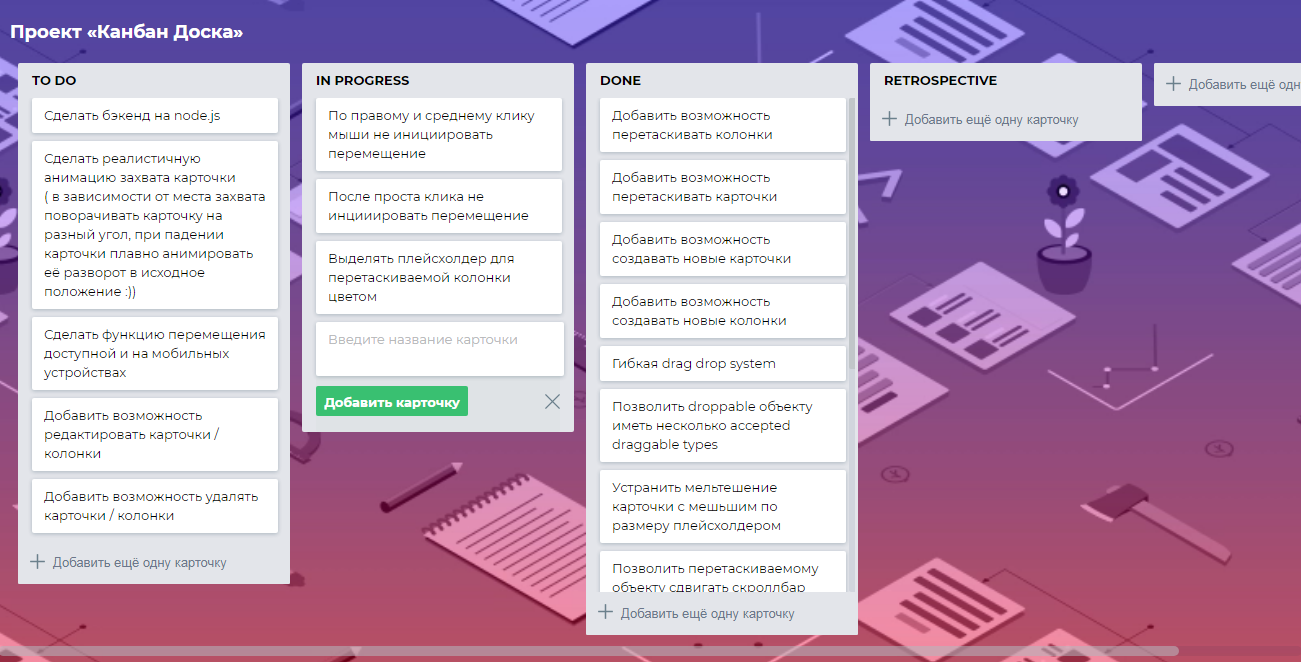 Проект «Канбан Доска»
TO DO
Сделать бэкенд на node.js
Сделать реалистичную
анимацию захвата карточки
( в зависимости от места захвата
поворачивать карточку на
разный угол, при падении
карточки плавно анимировать
её разворот в исходное
положение :))
Сделать функцию перемещения
доступной и на мобильных
устройствах
Добавить возможность
редактировать карточки /
колонки
Добавить возможность удалять
карточки / колонки
Добавить ещё одну карточку
IN PROGRESS
По правому и среднему клику
мыши не инициировать
перемещение
После проста клика не
инцииировать перемещение
Выделять плейсхолдер для
перетаскиваемой колонки
цветом
Введите название карточки
Добавить карточку
DONE
Добавить возможность
перетаскивать колонки
Добавить возможность
перетаскивать карточки
Добавить возможность
создавать новые карточки
Добавить возможность
создавать новые колонки
Гибкая drag drop system
Позволить droppable объекту
иметь несколько accepted
draggable types
Устранить мельтешение
карточки с мешьшим по
размеру плейсхолдером
Позволить перетаскиваемому
объекту сдвигать скроллбар
Добавить ещё одну карточку
RETROSPECTIVE
Добавить ещё одну карточку
Добавить ещё одн